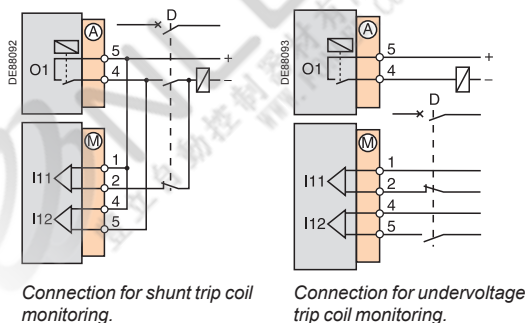 DE88092
D
A
5
+
O1
4
–
M
1
I11
2
4
I12
5
Connection for shunt trip coil
monitoring.
DE88093
A
5
+
O1
4
–
D
M
1
I11
2
4
I12
5
Connection for undervoltage
trip coil monitoring.